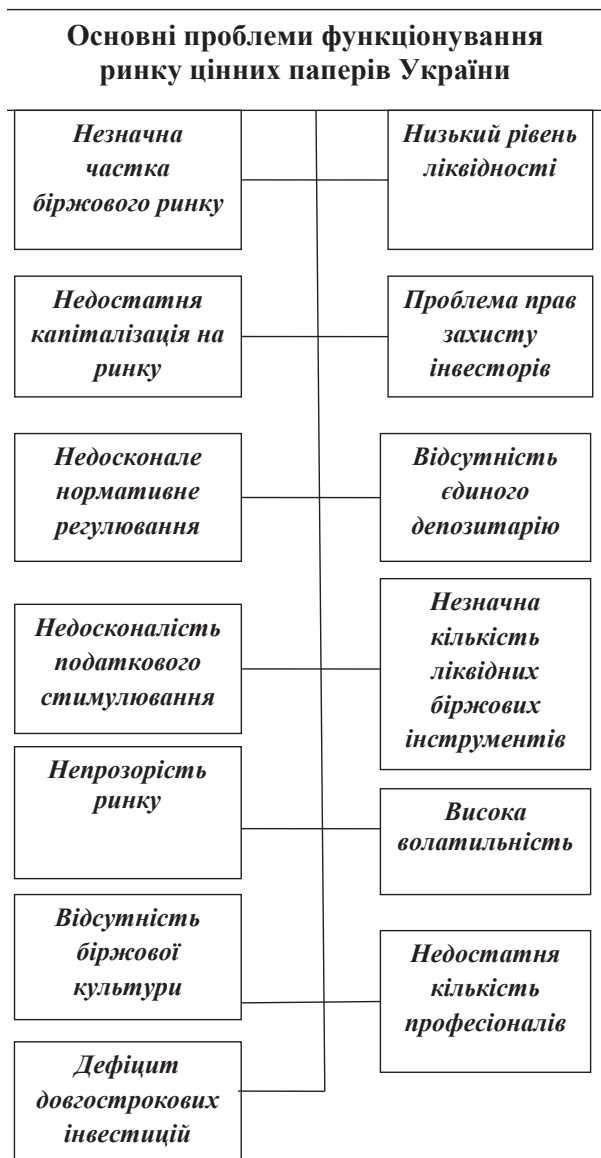 Основні проблеми функціонування
ринку цінних паперів України
Незначна
частка
біржового ринку
Низький рівень
ліквідності
Недостатня
капіталізація на
ринку
Проблема прав
захисту
інвесторів
Недосконале
нормативне
регулювання
Відсутність
єдиного
депозитарію
Недосконалість
податкового
стимулювання
Незначна
кількість
ліквідних
біржових
інструментів
Непрозорість
ринку
Висока
волатильність
Відсутність
біржової
культури
Недостатня
кількість
професіоналів
Дефіцит
довгострокових
інвестицій